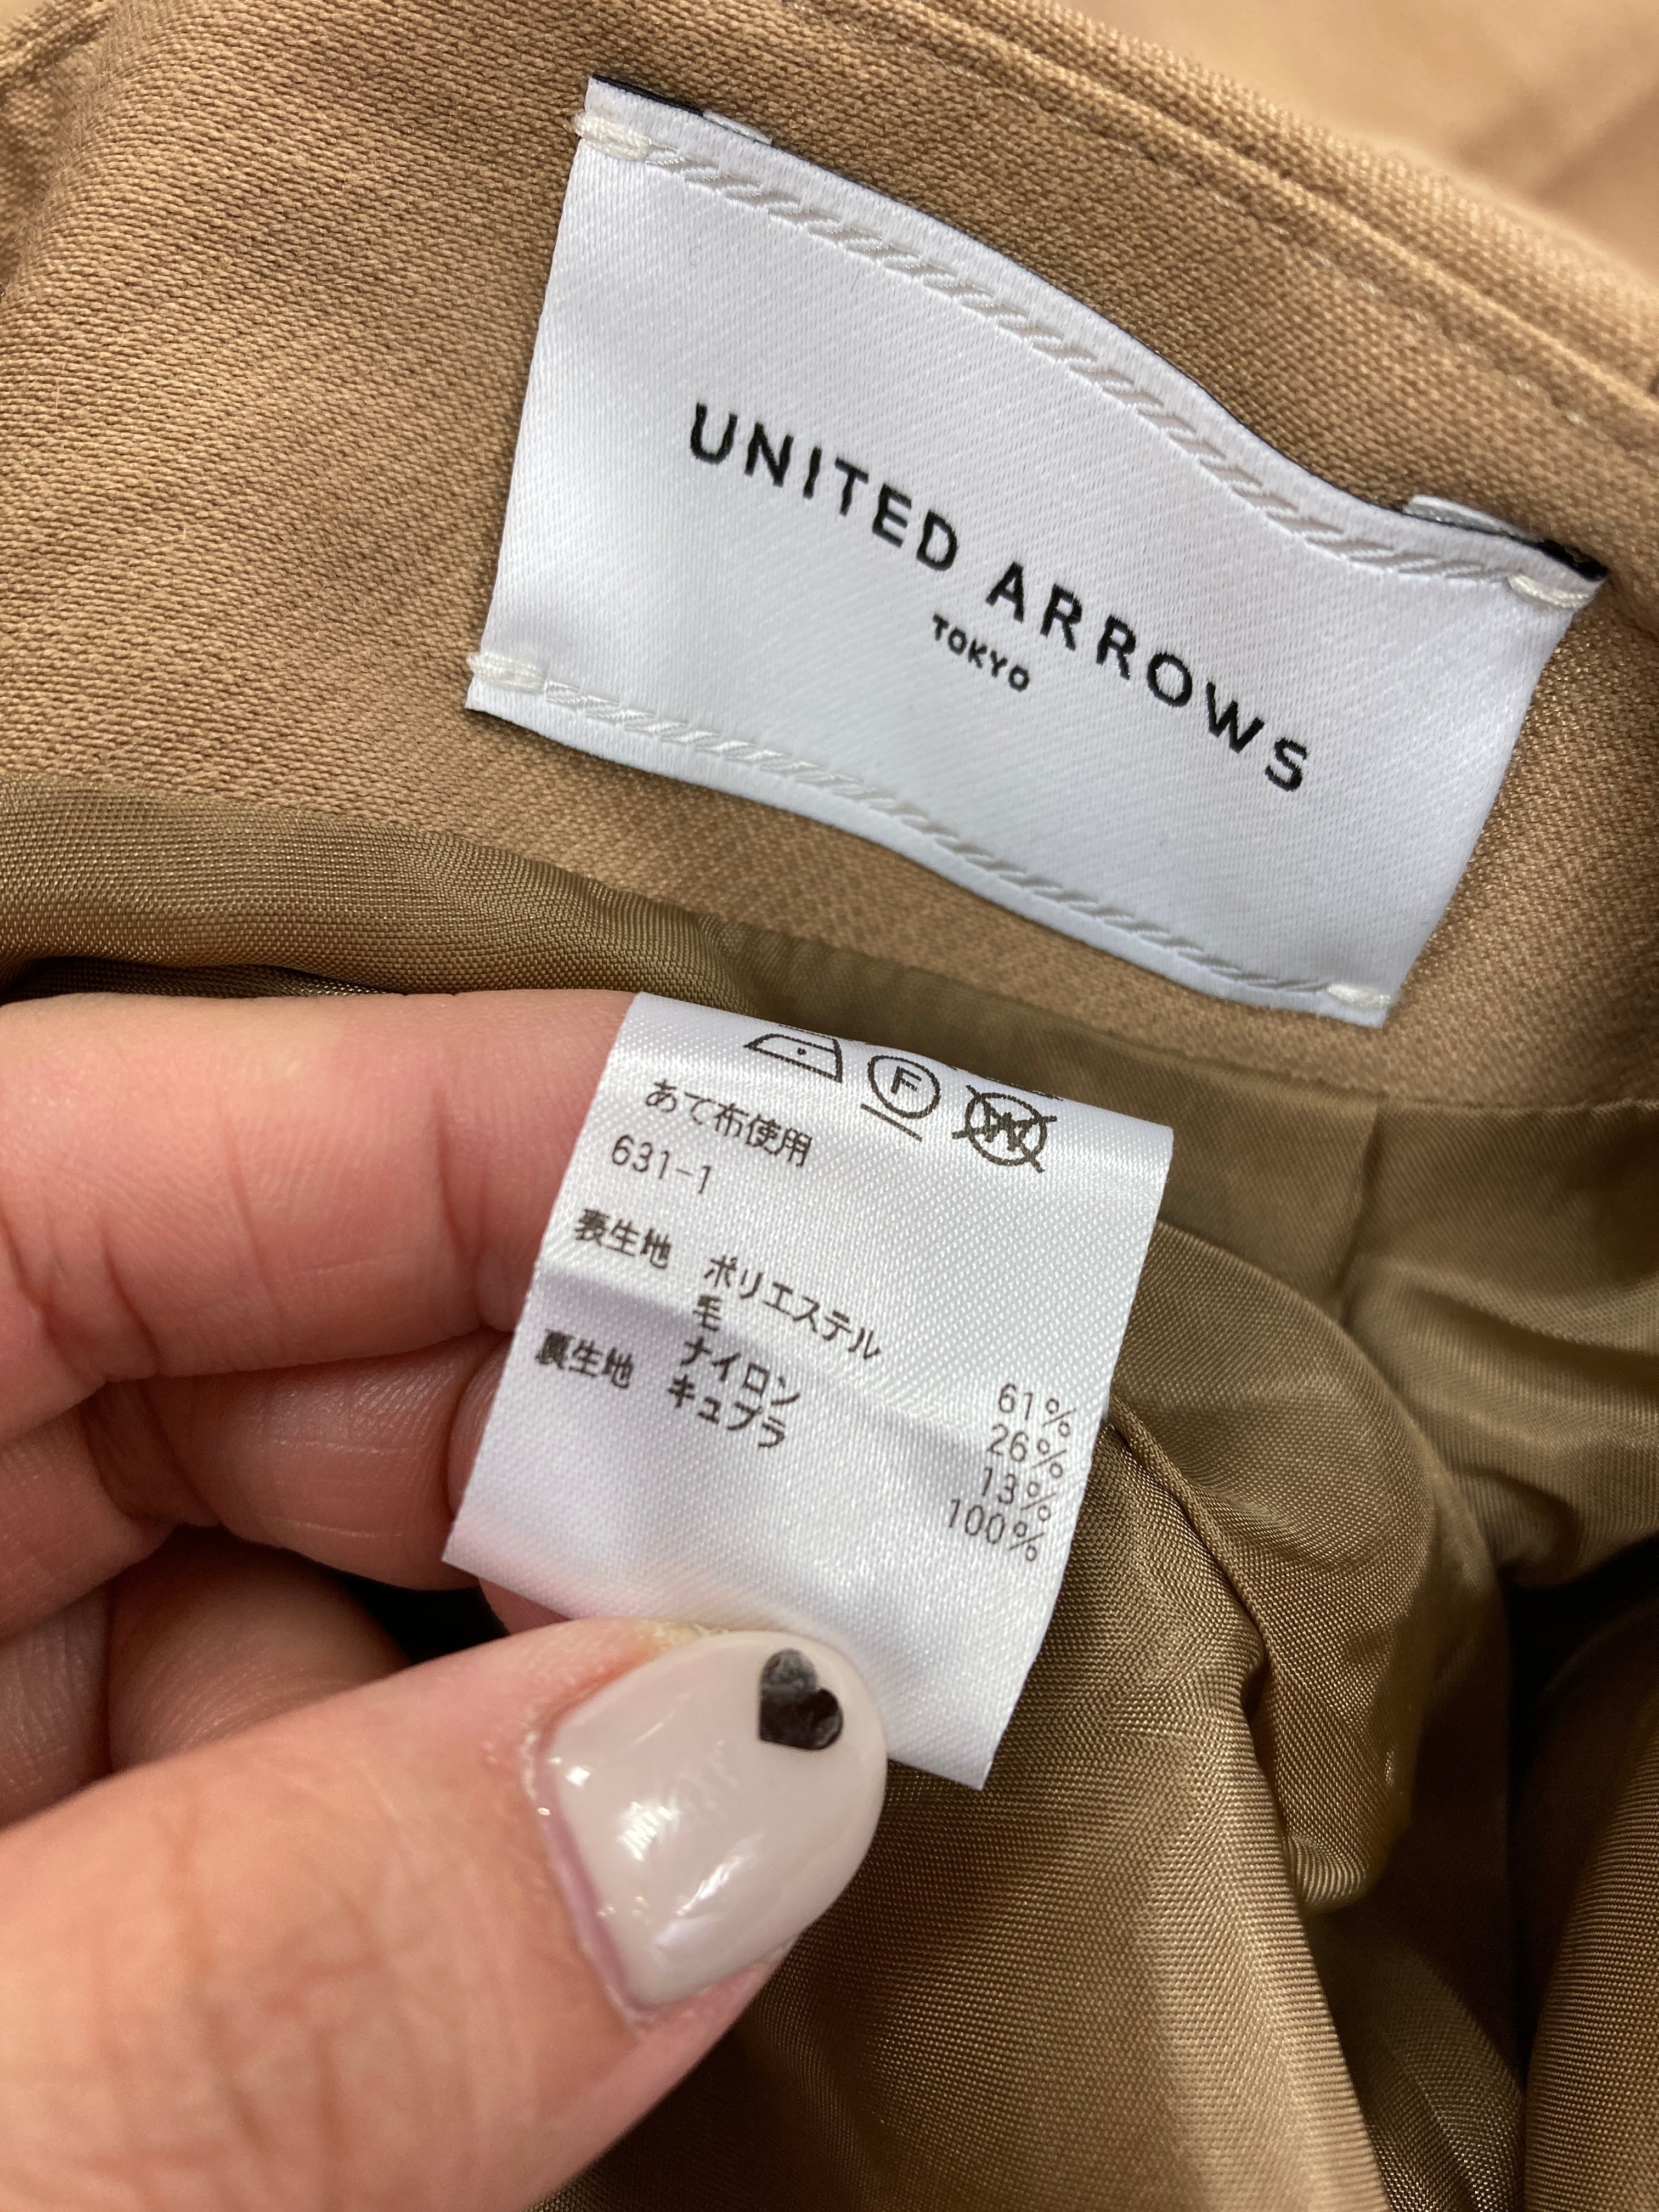 UNITED ARROWS
TOKYO
F W
あて布使用
631-1
表生地 ポリエステル 61%
毛 26%
ナイロン 13%
裏生地 キュプラ 100%